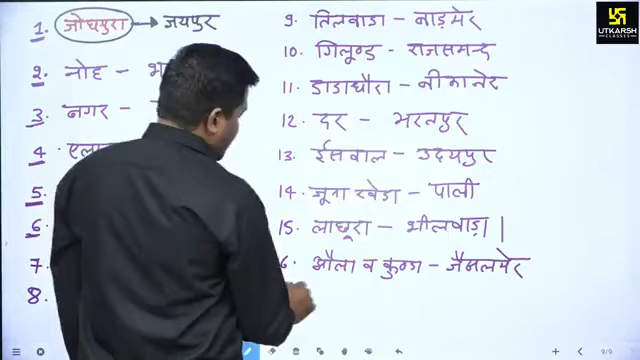 1. जोधपुरा → जयपुर
2. नोह - भ
3. नगर -
4.
5.
6.
7.
8.
9. तिलवाडा - बाड़मेर
10. गिलुण्ड - राजसमन्द
11. डाडाथौरा - बीकानेर
12. दर - भरतपुर
13. ईसवाल - उदयपुर
14. जूना खेडा - पाली
15. लाछूरा - भीलवाड़ा |
6. औला व कुण्डा - जैसलमेर
UTKARSH
CLASSES
9/9